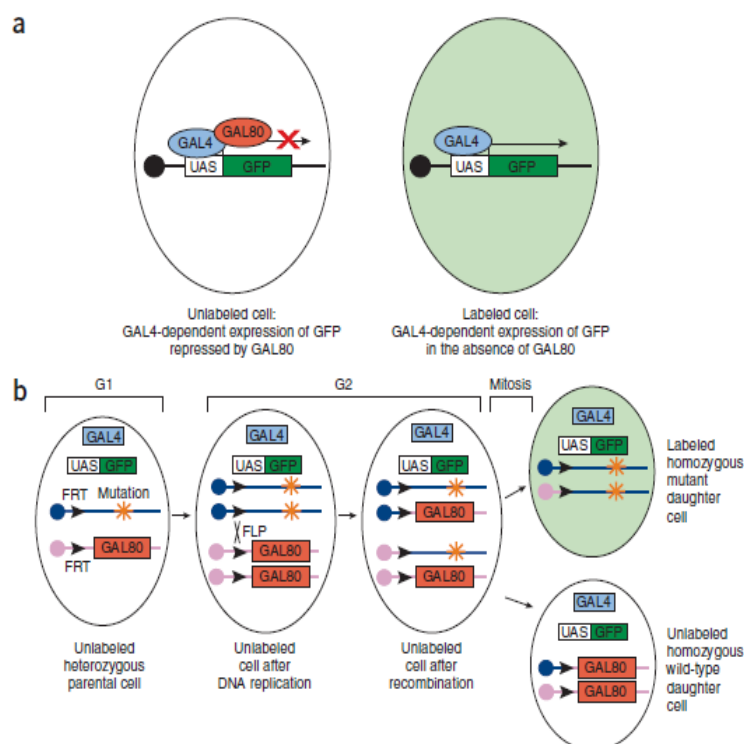 a
GAL4 GAL80
UAS GFP
GAL4
UAS GFP
Unlabeled cell:
GAL4-dependent expression of GFP
repressed by GAL80
Labeled cell:
GAL4-dependent expression of GFP
in the absence of GAL80
b
G1
G2
Mitosis
GAL4
UAS GFP
FRT Mutation
GAL80
FRT
Unlabeled
heterozygous
parental cell
GAL4
UAS GFP
FLP
GAL80
GAL80
Unlabeled
cell after
DNA replication
GAL4
UAS GFP
GAL80
GAL80
Unlabeled
cell after
recombination
GAL4
UAS GFP
Labeled
homozygous
mutant
daughter
cell
GAL4
UAS GFP
GAL80
GAL80
Unlabeled
homozygous
wild-type
daughter
cell